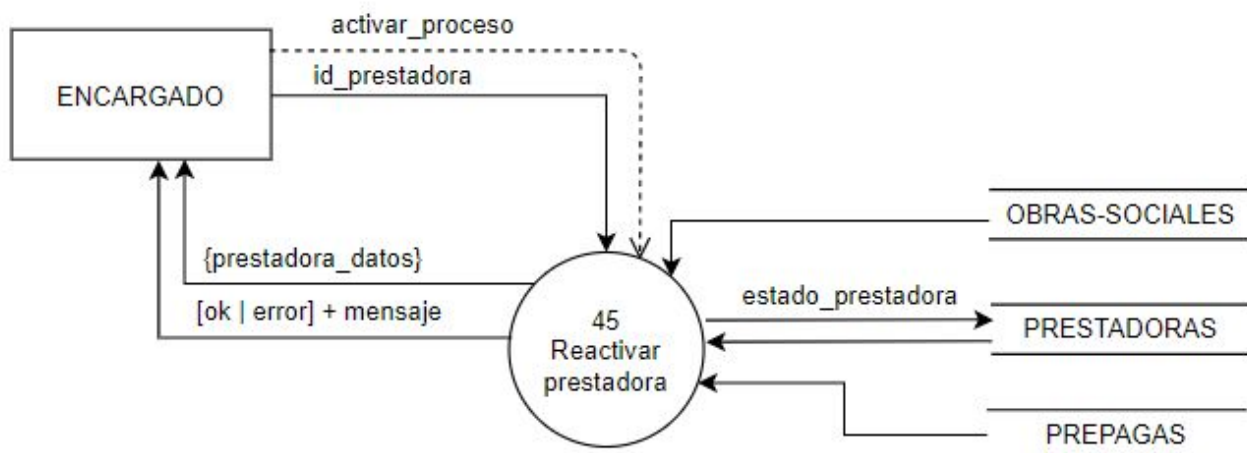 activar_proceso
id_prestadora
ENCARGADO
{prestadora_datos}
[ok | error] + mensaje
45
Reactivar
prestadora
OBRAS-SOCIALES
estado_prestadora
PRESTADORAS
PREPAGAS